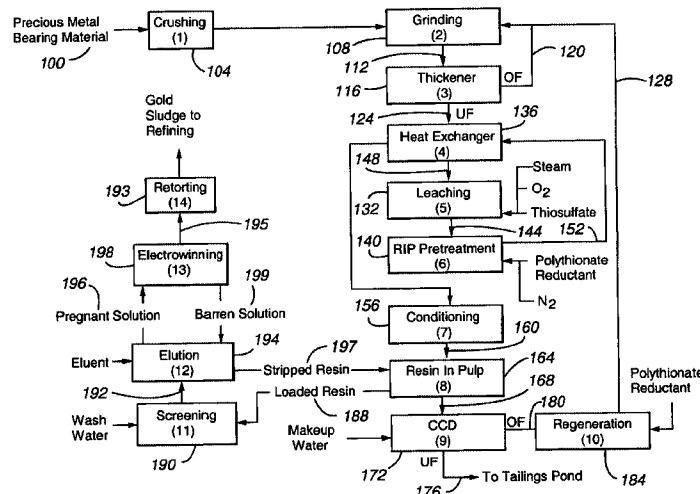 Precious Metal
Bearing Material
100
Crushing
(1)
104
Grinding
(2)
108
112
120
Thickener
(3)
OF
116
128
124
UF
136
Heat Exchanger
(4)
148
Steam
O2
Thiosulfate
Leaching
(5)
132
144
152
RIP Pretreatment
(6)
140
Polythionate
Reductant
N2
Conditioning
(7)
156
160
Gold
Sludge to
Refining
Retorting
(14)
193
195
198
Electrowinning
(13)
196
199
Pregnant Solution
Barren Solution
194
Eluent
Elution
(12)
197
Stripped Resin
Resin In Pulp
(8)
164
192
Loaded Resin
188
168
180
Polythionate
Reductant
Wash
Water
Screening
(11)
190
Makeup
Water
CCD
(9)
OF
172
UF
Regeneration
(10)
184
176
To Tailings Pond